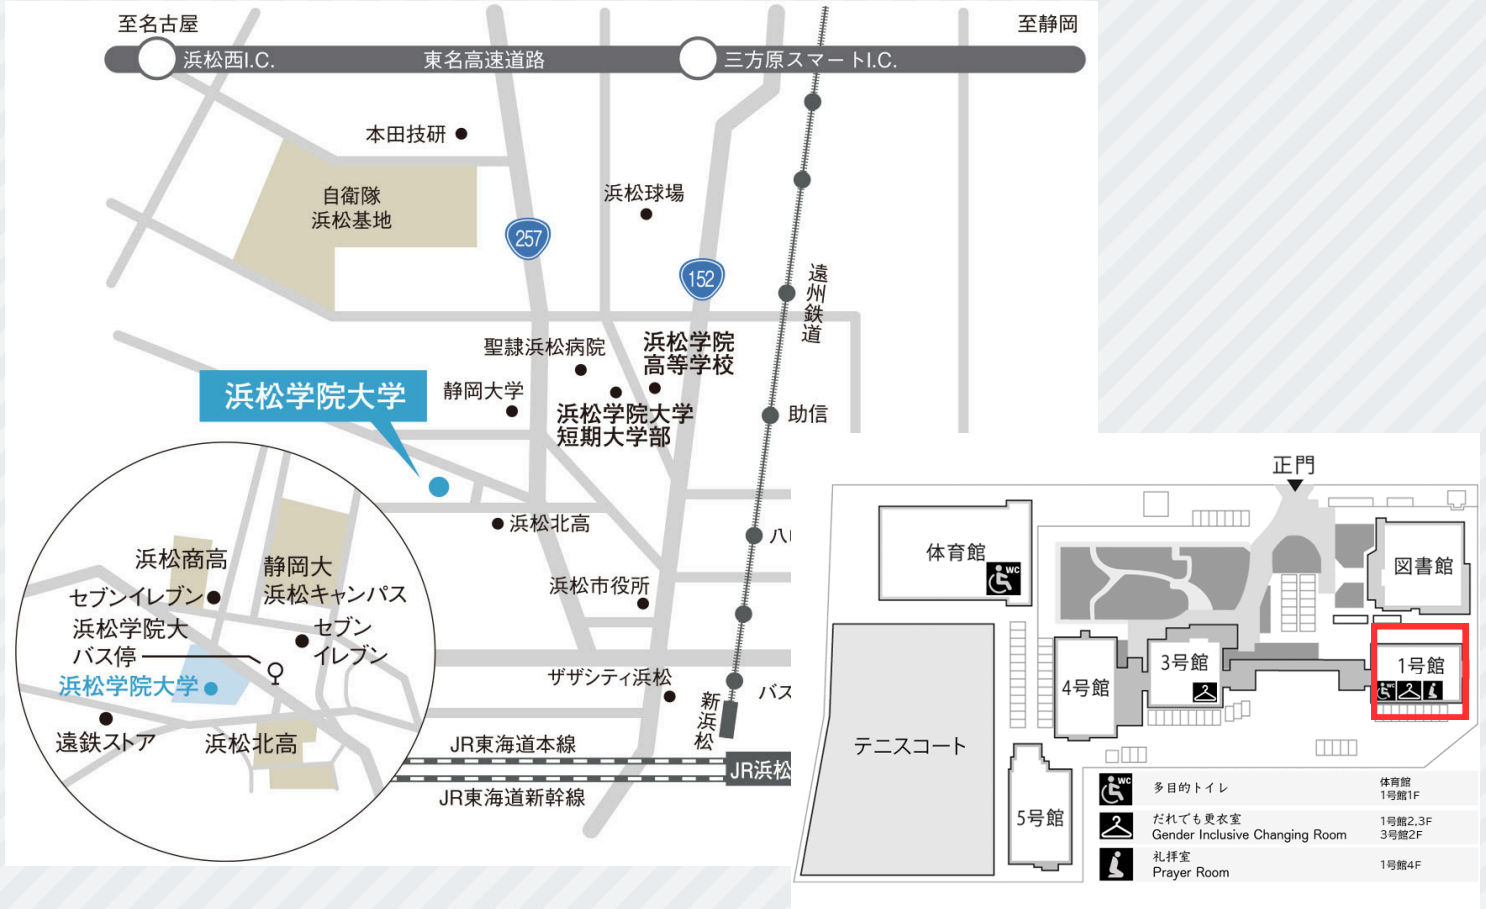 至名古屋
至静岡
浜松西I.C.
東名高速道路
三方原スマートI.C.
本田技研
自衛隊
浜松基地
浜松球場
257
152
遠州鉄道
聖隷浜松病院
浜松学院
高等学校
浜松学院大学
静岡大学
浜松学院大学
短期大学部
助信
浜松北高
八
浜松市役所
ザザシティ浜松
バス
新浜松
JR東海道本線
JR浜松
JR東海道新幹線
浜松商高
静岡大
浜松キャンパス
セブンイレブン
浜松学院大
バス停
セブン
イレブン
浜松学院大学
遠鉄ストア
浜松北高
正門
体育館
WC
図書館
3号館
1号館
WC
4号館
テニスコート
5号館
WC
多目的トイレ
体育館
1号館1F
だれでも更衣室
Gender Inclusive Changing Room
1号館2,3F
3号館2F
礼拝室
Prayer Room
1号館4F